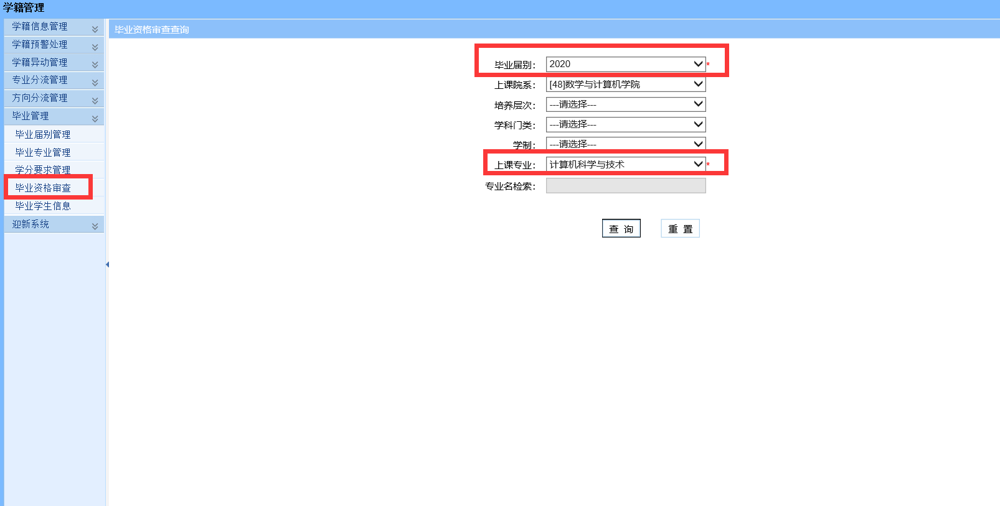 学籍管理
学籍信息管理
学籍预警处理
学籍异动管理
专业分流管理
方向分流管理
毕业管理
毕业届别管理
毕业专业管理
学分要求管理
毕业资格审查
毕业学生信息
迎新系统
毕业资格审查查询
毕业届别： 2020 *
上课院系： [48]数学与计算机学院
培养层次： ---请选择---
学科门类： ---请选择---
学制： ---请选择---
上课专业： 计算机科学与技术 *
专业名检索：
查 询 重 置